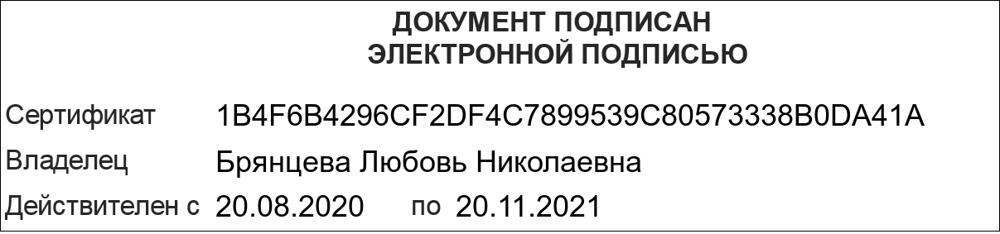 ДОКУМЕНТ ПОДПИСАН
ЭЛЕКТРОННОЙ ПОДПИСЬЮ
Сертификат 1B4F6B4296CF2DF4C7899539C80573338B0DA41A
Владелец Брянцева Любовь Николаевна
Действителен с 20.08.2020 по 20.11.2021